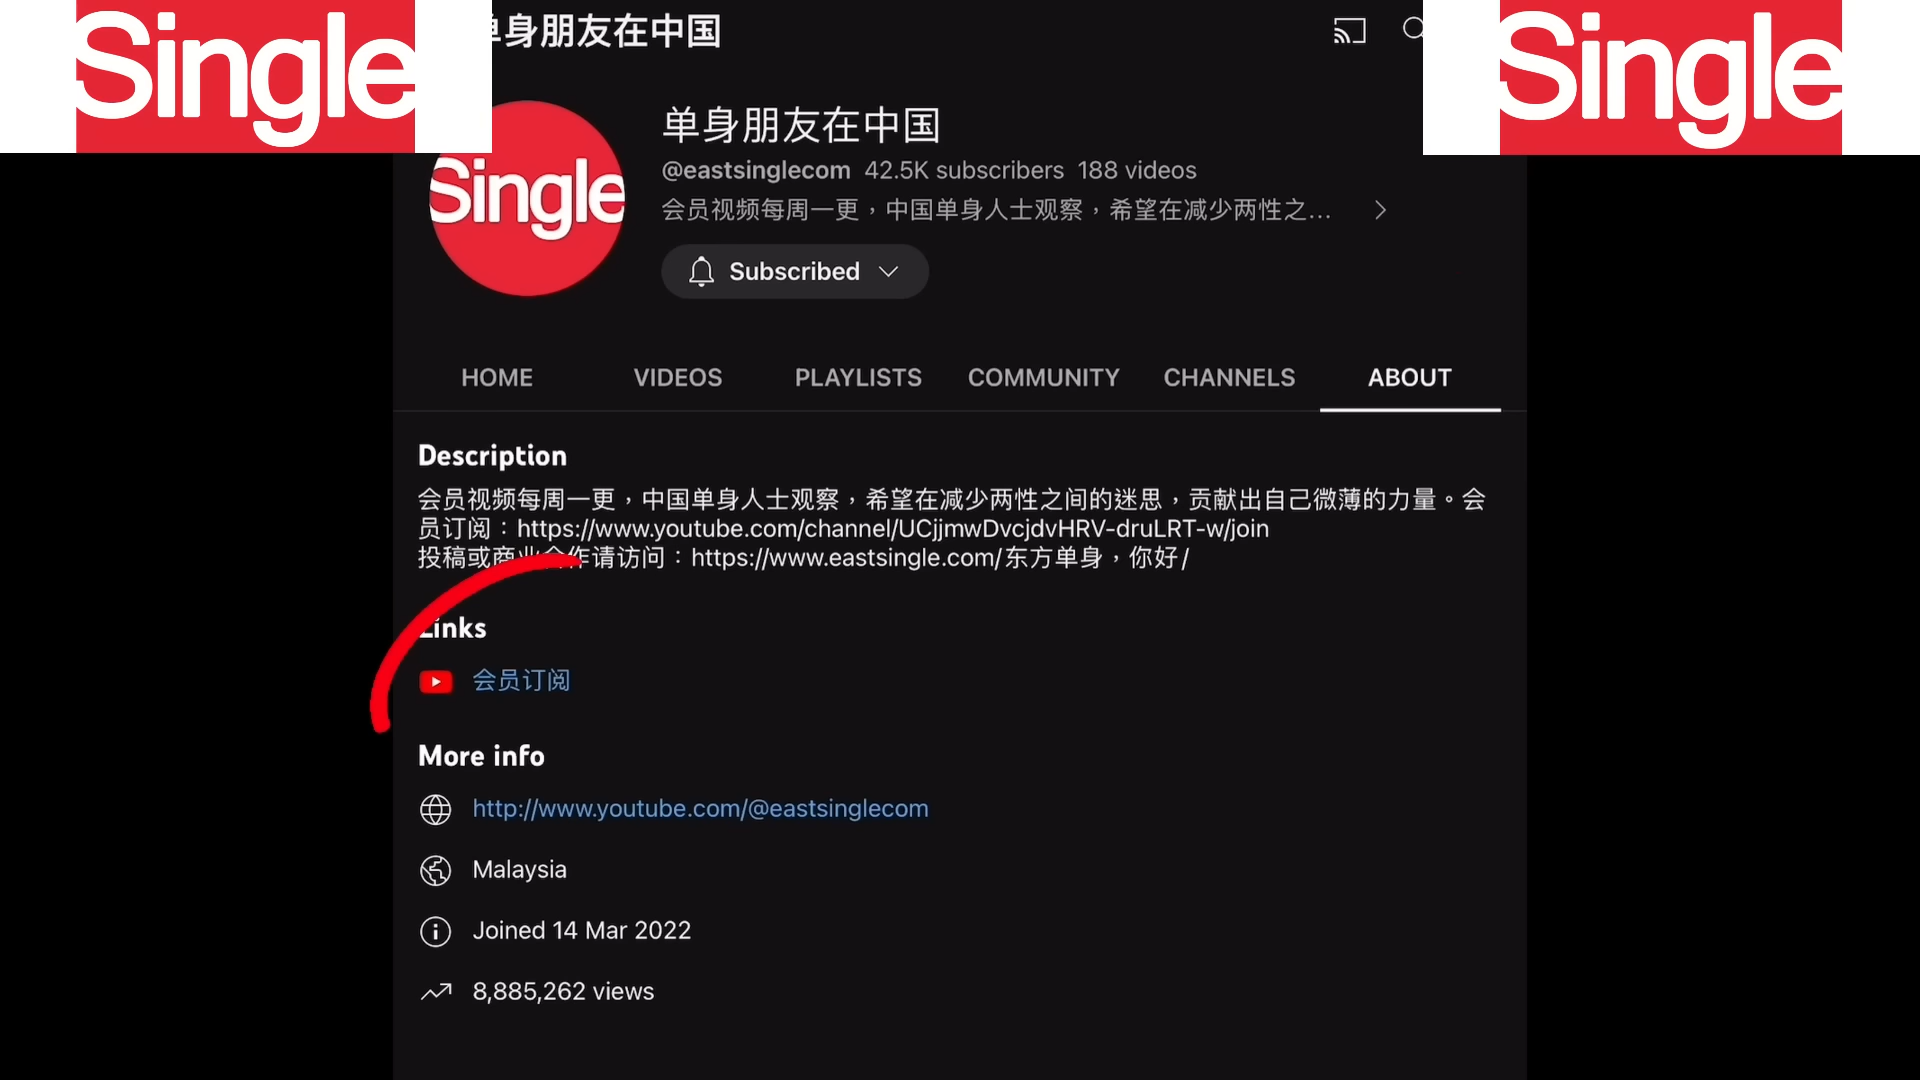 Single
身朋友在中国
Single
Single
单身朋友在中国
@eastsinglecom 42.5K subscribers 188 videos
会员视频每周一更，中国单身人士观察，希望在减少两性之...
Subscribed
HOME VIDEOS PLAYLISTS COMMUNITY CHANNELS ABOUT
Description
会员视频每周一更，中国单身人士观察，希望在减少两性之间的迷思，贡献出自己微薄的力量。会
员订阅：https://www.youtube.com/channel/UCjjmwDvcjdvHRV-druLRT-w/join
投稿或商业合作请访问：https://www.eastsingle.com/东方单身，你好/
Links
会员订阅
More info
http://www.youtube.com/@eastsinglecom
Malaysia
Joined 14 Mar 2022
8,885,262 views